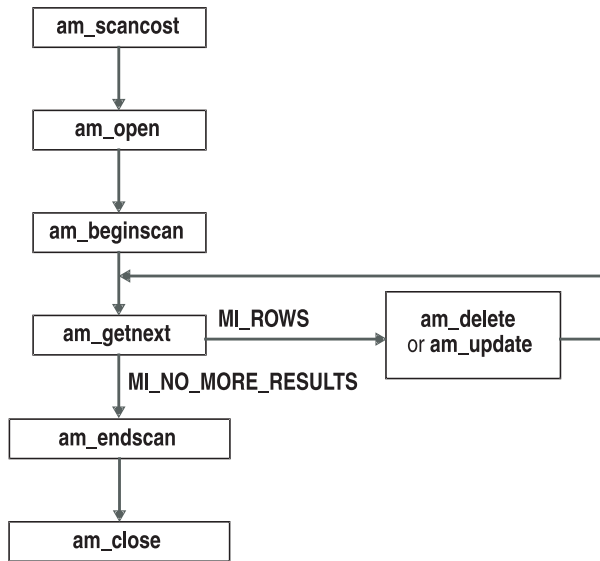 am_scancost
am_open
am_beginscan
am_getnext
MI_ROWS
am_delete
or am_update
MI_NO_MORE_RESULTS
am_endscan
am_close